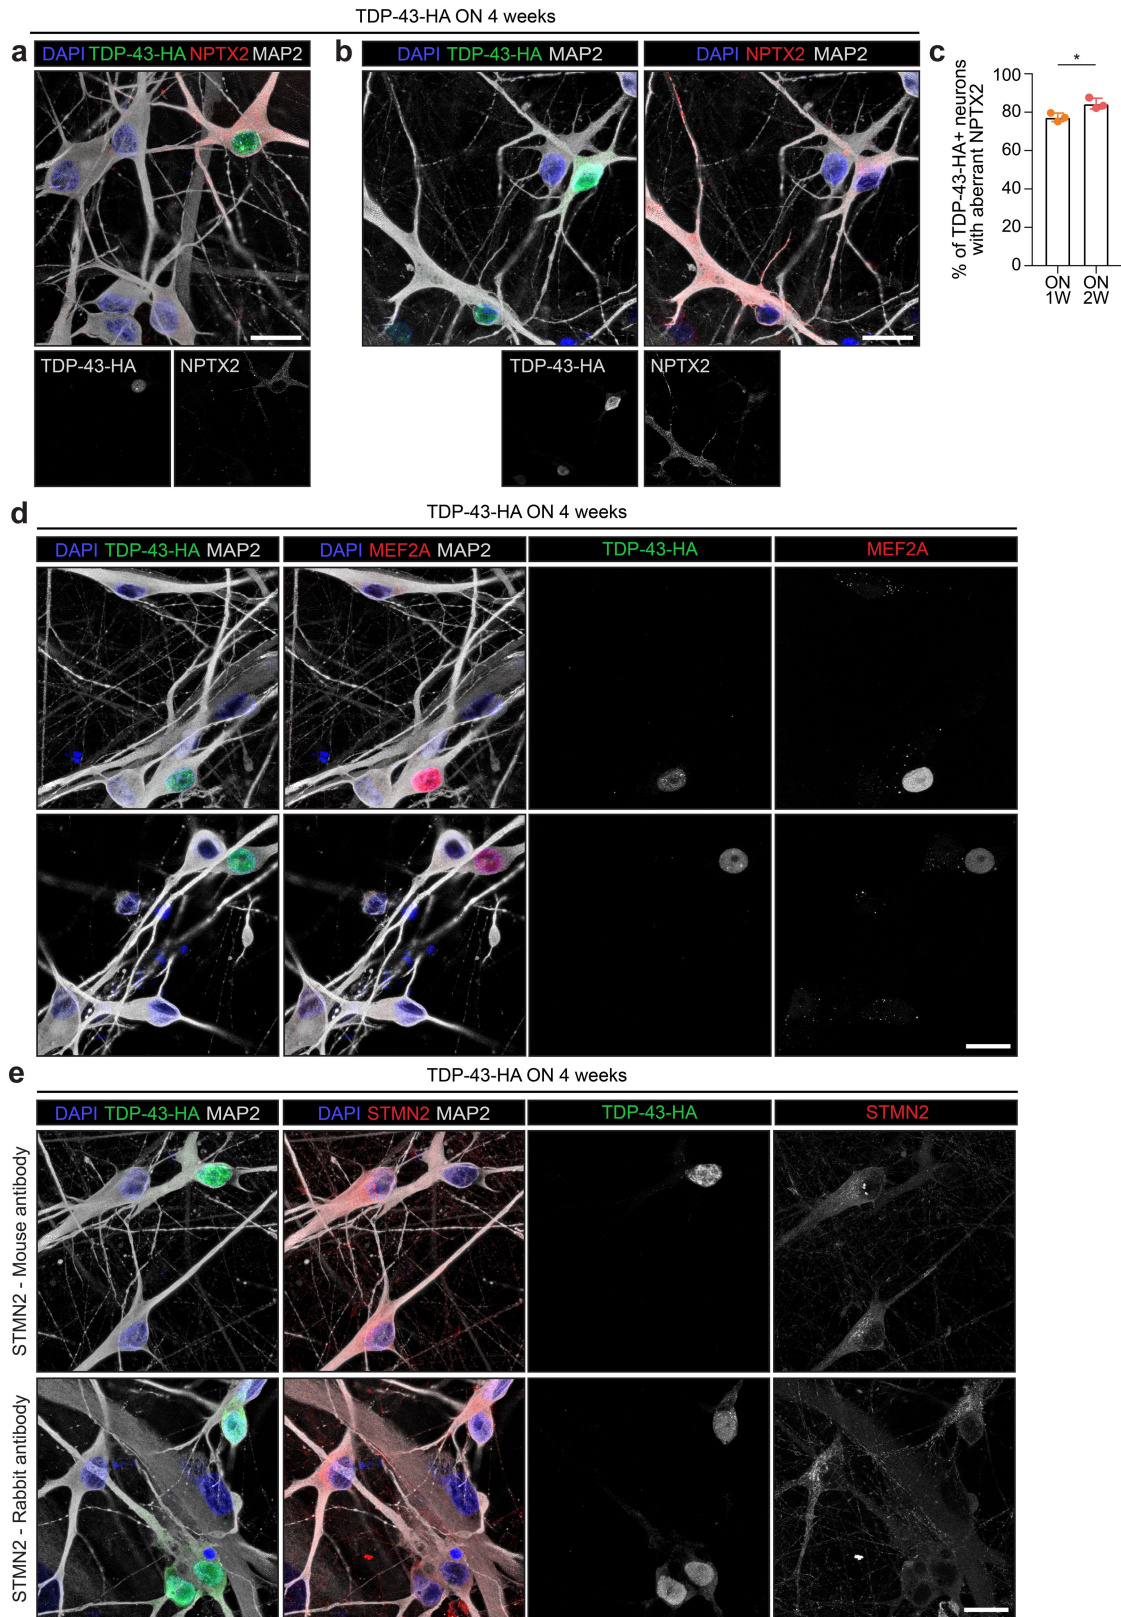 TDP-43-HA ON 4 weeks
a
DAPI TDP-43-HA NPTX2 MAP2
b
DAPI TDP-43-HA MAP2
DAPI NPTX2 MAP2
TDP-43-HA
NPTX2
TDP-43-HA
NPTX2
c
% of TDP-43-HA+ neurons
with aberrant NPTX2
100
80
60
40
20
0
*
ON
1W
ON
2W
d
TDP-43-HA ON 4 weeks
DAPI TDP-43-HA MAP2
DAPI MEF2A MAP2
TDP-43-HA
MEF2A
e
TDP-43-HA ON 4 weeks
DAPI TDP-43-HA MAP2
DAPI STMN2 MAP2
TDP-43-HA
STMN2
STMN2 - Mouse antibody
STMN2 - Rabbit antibody